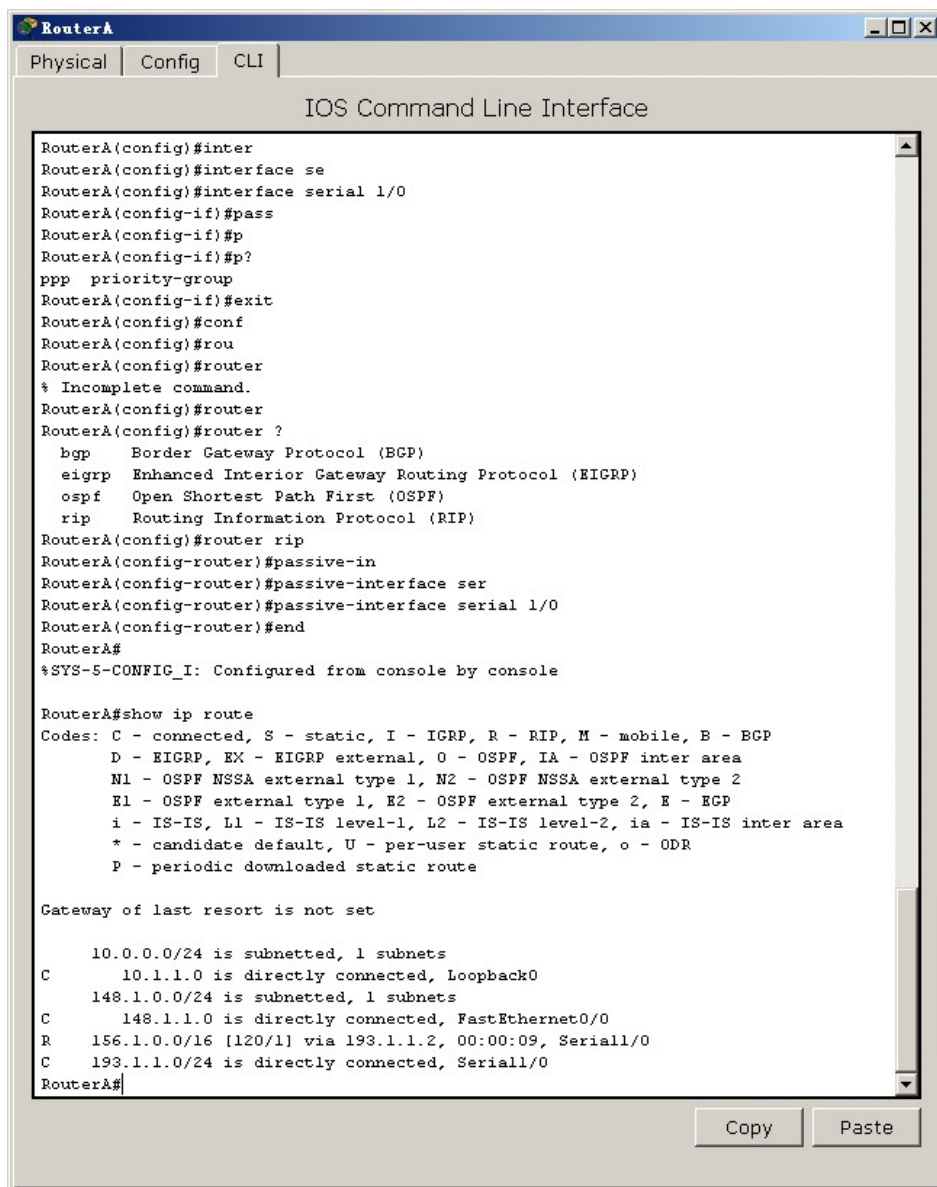 RouterA
Physical Config CLI
IOS Command Line Interface
RouterA(config)#inter
RouterA(config)#interface se
RouterA(config)#interface serial 1/0
RouterA(config-if)#pass
RouterA(config-if)#p
RouterA(config-if)#p?
ppp  priority-group
RouterA(config-if)#exit
RouterA(config)#conf
RouterA(config)#rou
RouterA(config)#router
% Incomplete command.
RouterA(config)#router
RouterA(config)#router ?
  bgp    Border Gateway Protocol (BGP)
  eigrp  Enhanced Interior Gateway Routing Protocol (EIGRP)
  ospf   Open Shortest Path First (OSPF)
  rip    Routing Information Protocol (RIP)
RouterA(config)#router rip
RouterA(config-router)#passive-in
RouterA(config-router)#passive-interface ser
RouterA(config-router)#passive-interface serial 1/0
RouterA(config-router)#end
RouterA#
%SYS-5-CONFIG_I: Configured from console by console
RouterA#show ip route
Codes: C - connected, S - static, I - IGRP, R - RIP, M - mobile, B - BGP
       D - EIGRP, EX - EIGRP external, O - OSPF, IA - OSPF inter area
       N1 - OSPF NSSA external type 1, N2 - OSPF NSSA external type 2
       E1 - OSPF external type 1, E2 - OSPF external type 2, E - EGP
       i - IS-IS, L1 - IS-IS level-1, L2 - IS-IS level-2, ia - IS-IS inter area
       * - candidate default, U - per-user static route, o - ODR
       P - periodic downloaded static route
Gateway of last resort is not set
     10.0.0.0/24 is subnetted, 1 subnets
C       10.1.1.0 is directly connected, Loopback0
     148.1.0.0/24 is subnetted, 1 subnets
C       148.1.1.0 is directly connected, FastEthernet0/0
R    156.1.0.0/16 [120/1] via 193.1.1.2, 00:00:09, Serial1/0
C    193.1.1.0/24 is directly connected, Serial1/0
RouterA#
Copy Paste